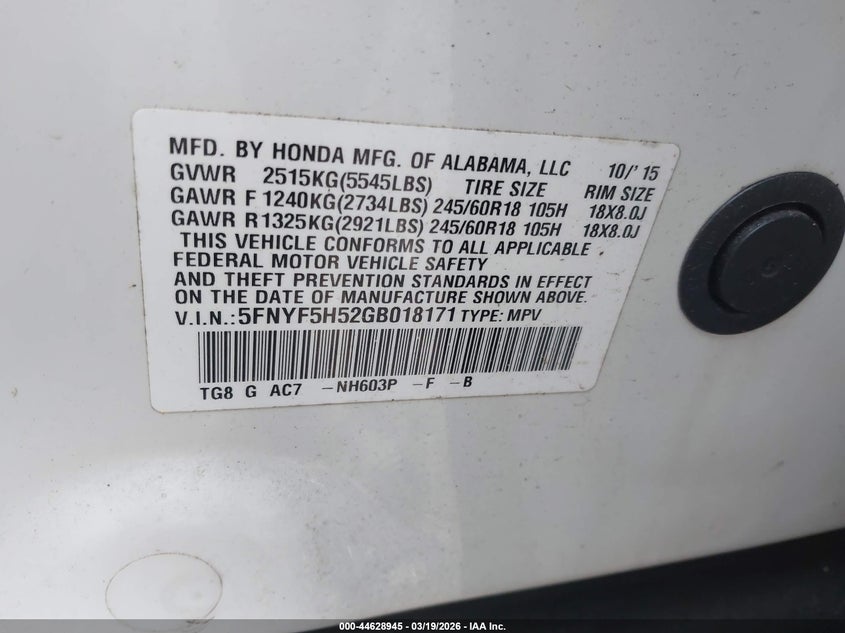 MFD. BY HONDA MFG. OF ALABAMA, LLC 10/'15
GVWR 2515KG(5545LBS) TIRE SIZE RIM SIZE
GAWR F 1240KG(2734LBS) 245/60R18 105H 18X8.0J
GAWR R1325KG(2921LBS) 245/60R18 105H 18X8.0J
THIS VEHICLE CONFORMS TO ALL APPLICABLE
FEDERAL MOTOR VEHICLE SAFETY
AND THEFT PREVENTION STANDARDS IN EFFECT
ON THE DATE OF MANUFACTURE SHOWN ABOVE.
V.I.N.:5FNYF5H52GB018171 TYPE: MPV
TG8 G AC7 -NH603P -F -B
000-44628945 - 03/19/2026 - IAA Inc.